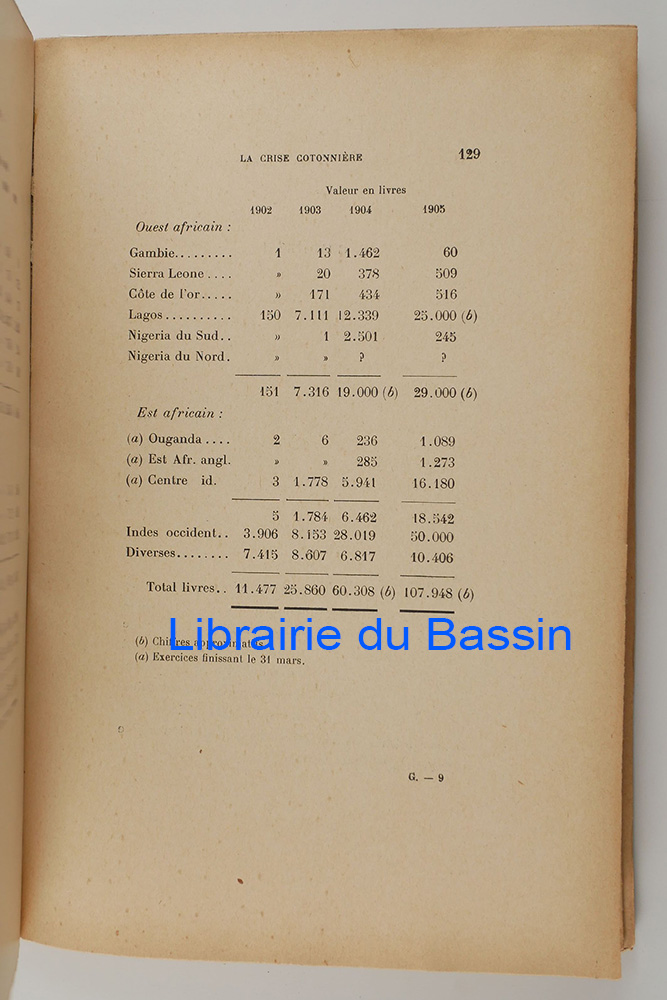 LA CRISE COTONNIÈRE 129
Valeur en livres
1902 1903 1904 1905
Ouest africain :
Gambie......... 1 13 1.462 60
Sierra Leone .... » 20 378 509
Côte de l'or..... » 171 434 516
Lagos .......... 150 7.111 12.339 25.000 (b)
Nigeria du Sud.. » 1 2.501 245
Nigeria du Nord. » » ? ?
151 7.316 19.000 (b) 29.000 (b)
Est africain :
(a) Ouganda .... 2 6 236 1.089
(a) Est Afr. angl. » » 285 1.273
(a) Centre id. 3 1.778 5.941 16.180
5 1.784 6.462 18.542
Indes occident.. 3.906 8.153 28.019 50.000
Diverses........ 7.415 8.607 6.817 10.406
Total livres.. 11.477 25.860 60.308 (b) 107.948 (b)
(b) Chiffres approximatifs.
Librairie du Bassin
(a) Exercices finissant le 31 mars.
G. — 9